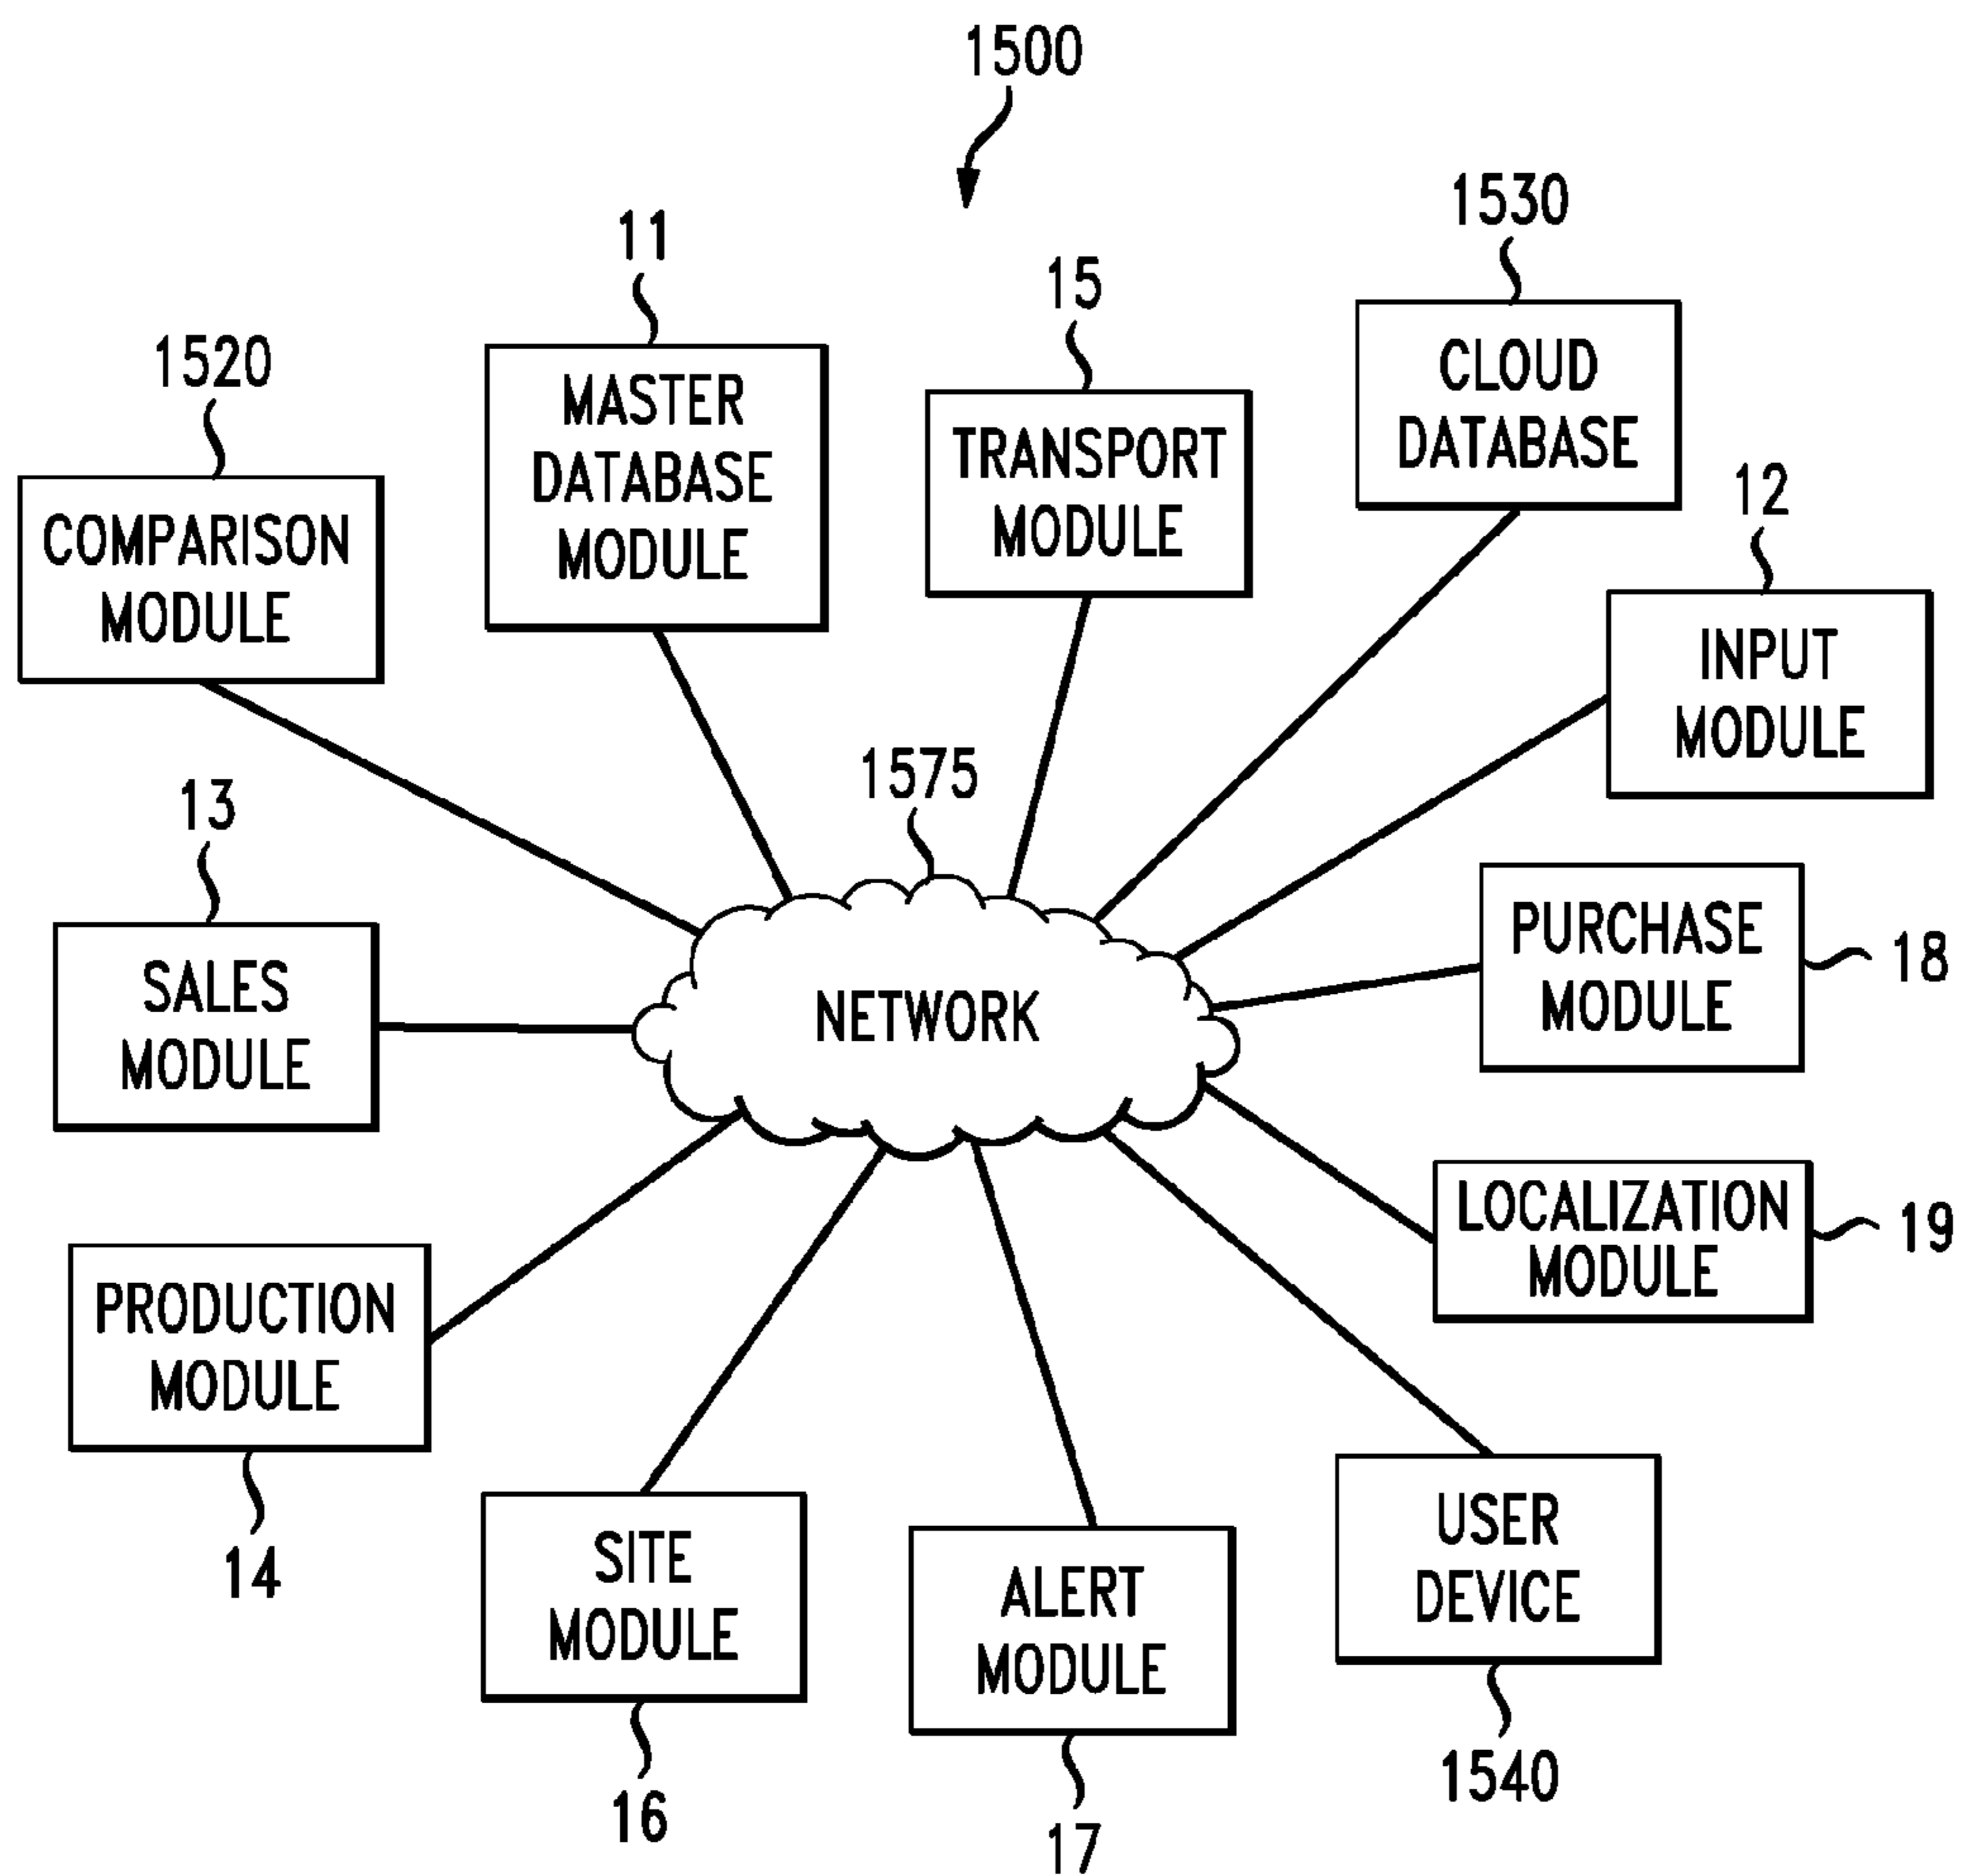 1500
1530
11
15
1520
CLOUD
DATABASE
MASTER
DATABASE
MODULE
TRANSPORT
MODULE
12
COMPARISON
MODULE
INPUT
MODULE
1575
13
PURCHASE
MODULE
18
SALES
MODULE
NETWORK
LOCALIZATION
MODULE
19
PRODUCTION
MODULE
14
SITE
MODULE
16
ALERT
MODULE
17
USER
DEVICE
1540